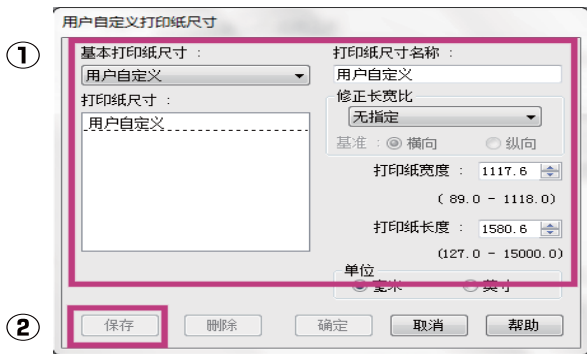 用户自定义打印纸尺寸
①
基本打印纸尺寸 :
打印纸尺寸名称 :
用户自定义
用户自定义
打印纸尺寸 :
修正长宽比
用户自定义
无指定
基准 : 横向 纵向
打印纸宽度 : 1117.6
( 89.0 - 1118.0)
打印纸长度 : 1580.6
(127.0 - 15000.0)
单位
毫米 英寸
②
保存 删除 确定 取消 帮助